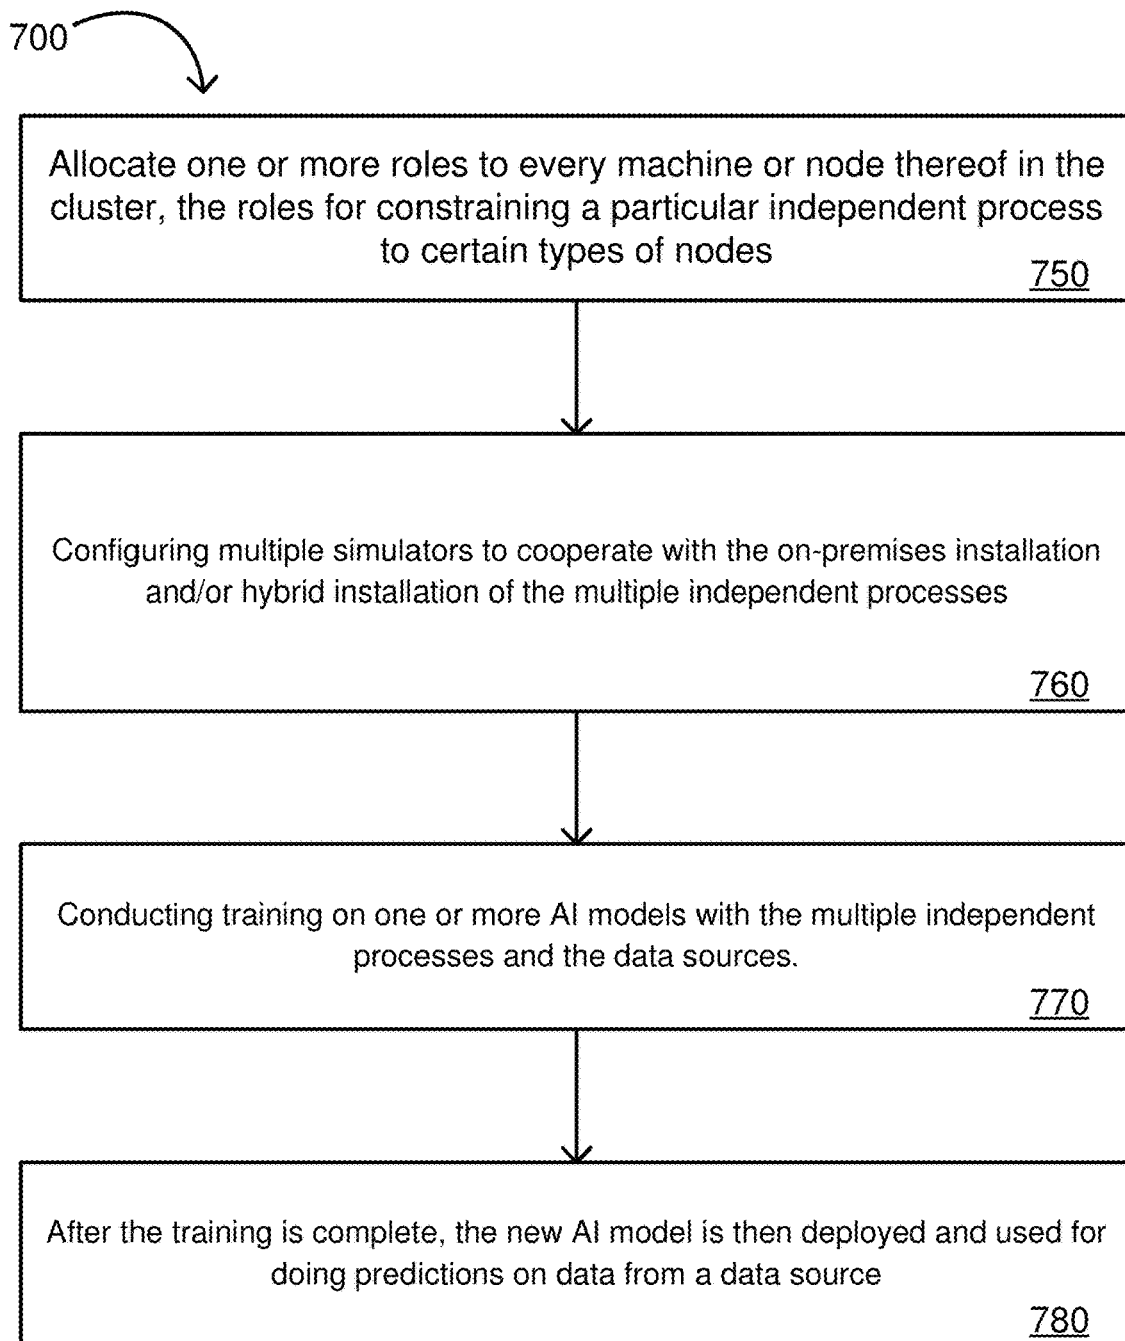 700
Allocate one or more roles to every machine or node thereof in the
cluster, the roles for constraining a particular independent process
to certain types of nodes
750
Configuring multiple simulators to cooperate with the on-premises installation
and/or hybrid installation of the multiple independent processes
760
Conducting training on one or more AI models with the multiple independent
processes and the data sources.
770
After the training is complete, the new AI model is then deployed and used for
doing predictions on data from a data source
780